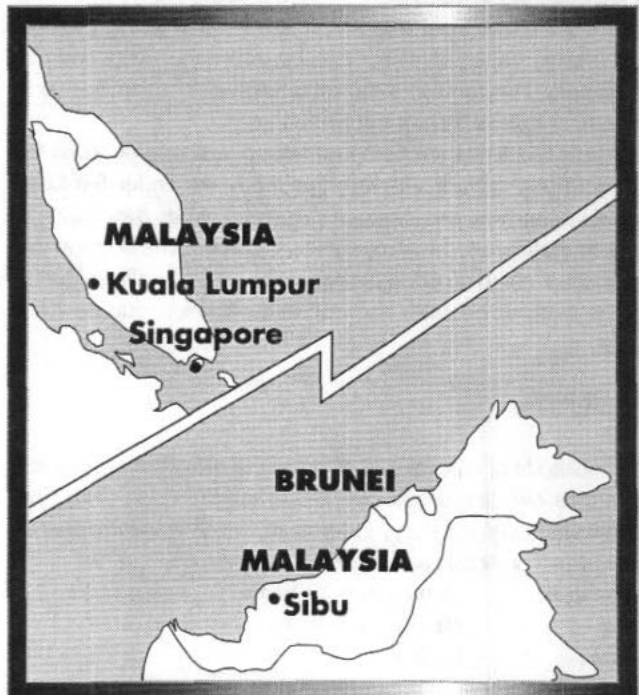 MALAYSIA
Kuala Lumpur
Singapore
BRUNEI
MALAYSIA
Sibu